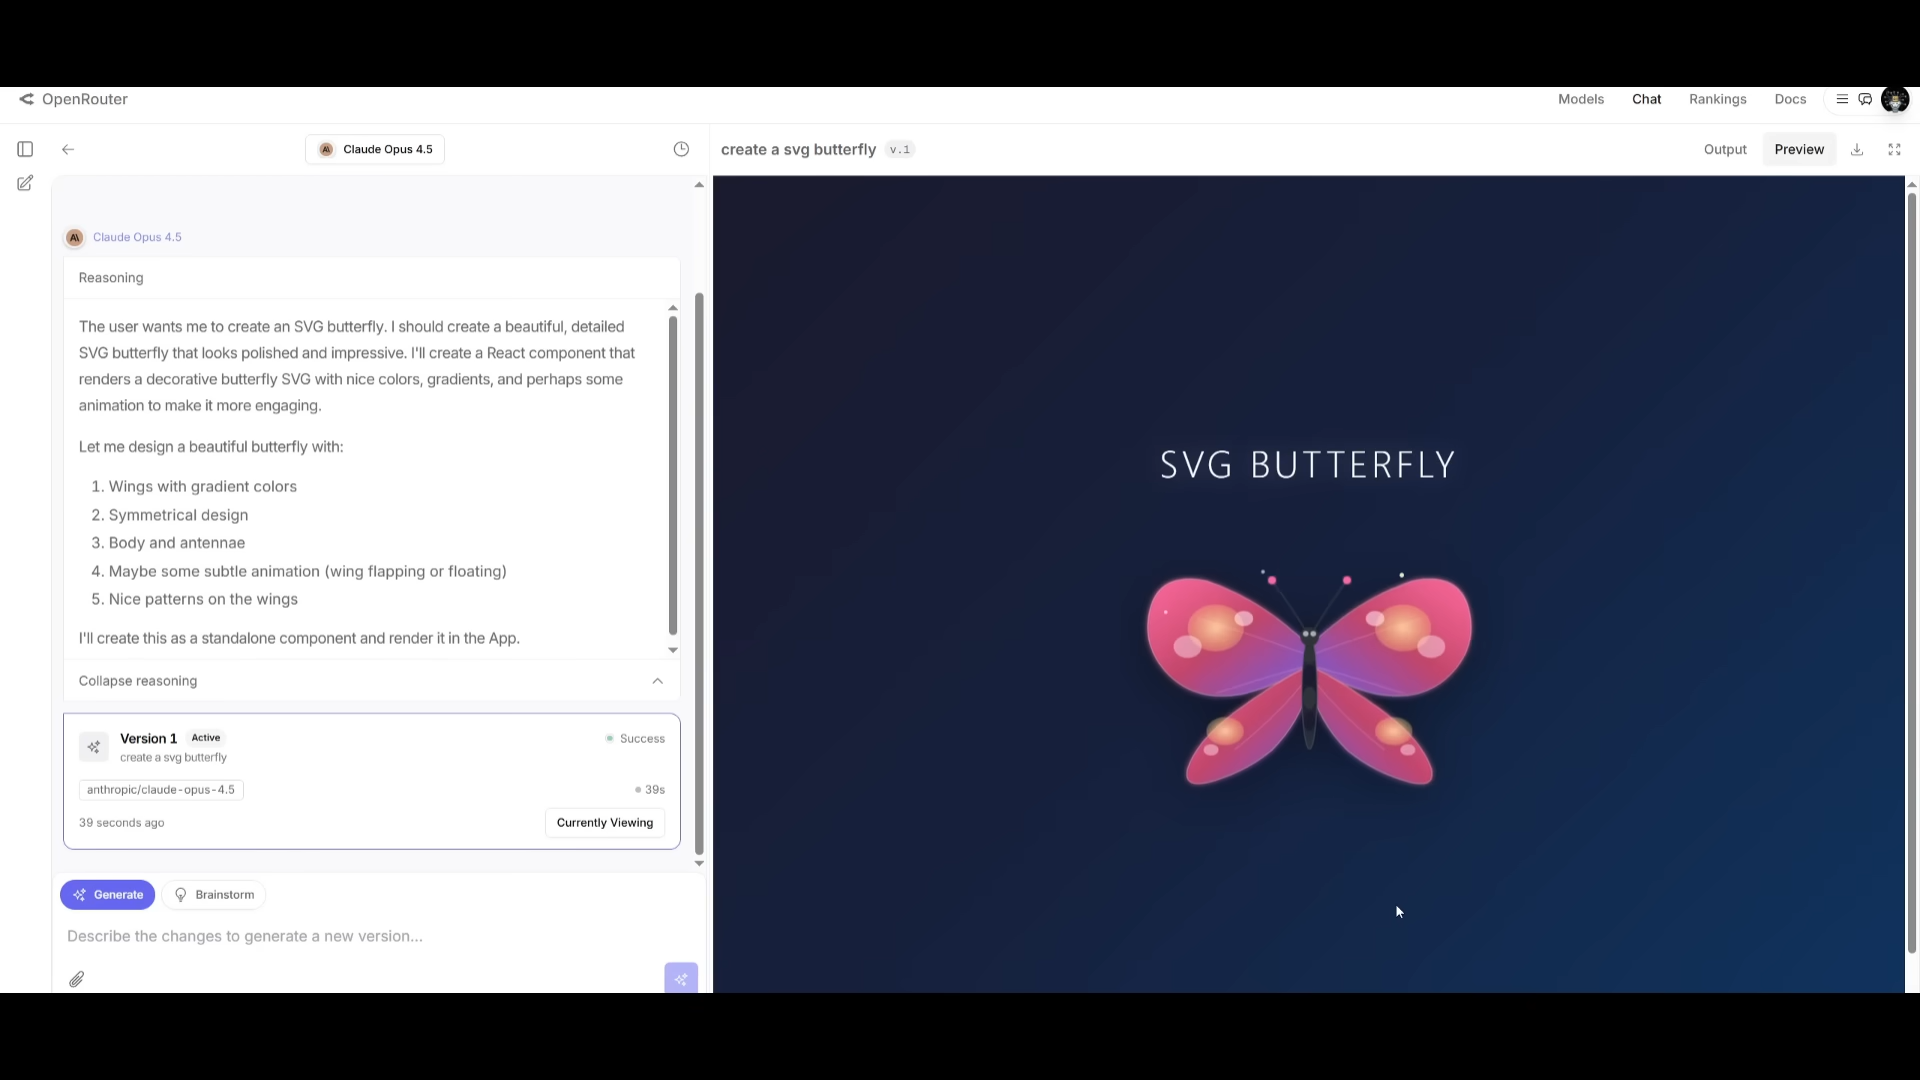 OpenRouter
Models
Chat
Rankings
Docs
Claude Opus 4.5
create a svg butterfly
v.1
Output
Preview
Claude Opus 4.5
Reasoning
The user wants me to create an SVG butterfly. I should create a beautiful, detailed
SVG butterfly that looks polished and impressive. I'll create a React component that
renders a decorative butterfly SVG with nice colors, gradients, and perhaps some
animation to make it more engaging.
Let me design a beautiful butterfly with:
1. Wings with gradient colors
2. Symmetrical design
3. Body and antennae
4. Maybe some subtle animation (wing flapping or floating)
5. Nice patterns on the wings
I'll create this as a standalone component and render it in the App.
Collapse reasoning
Version 1
Active
Success
create a svg butterfly
anthropic/claude-opus-4.5
39s
39 seconds ago
Currently Viewing
Generate
Brainstorm
Describe the changes to generate a new version...
SVG BUTTERFLY